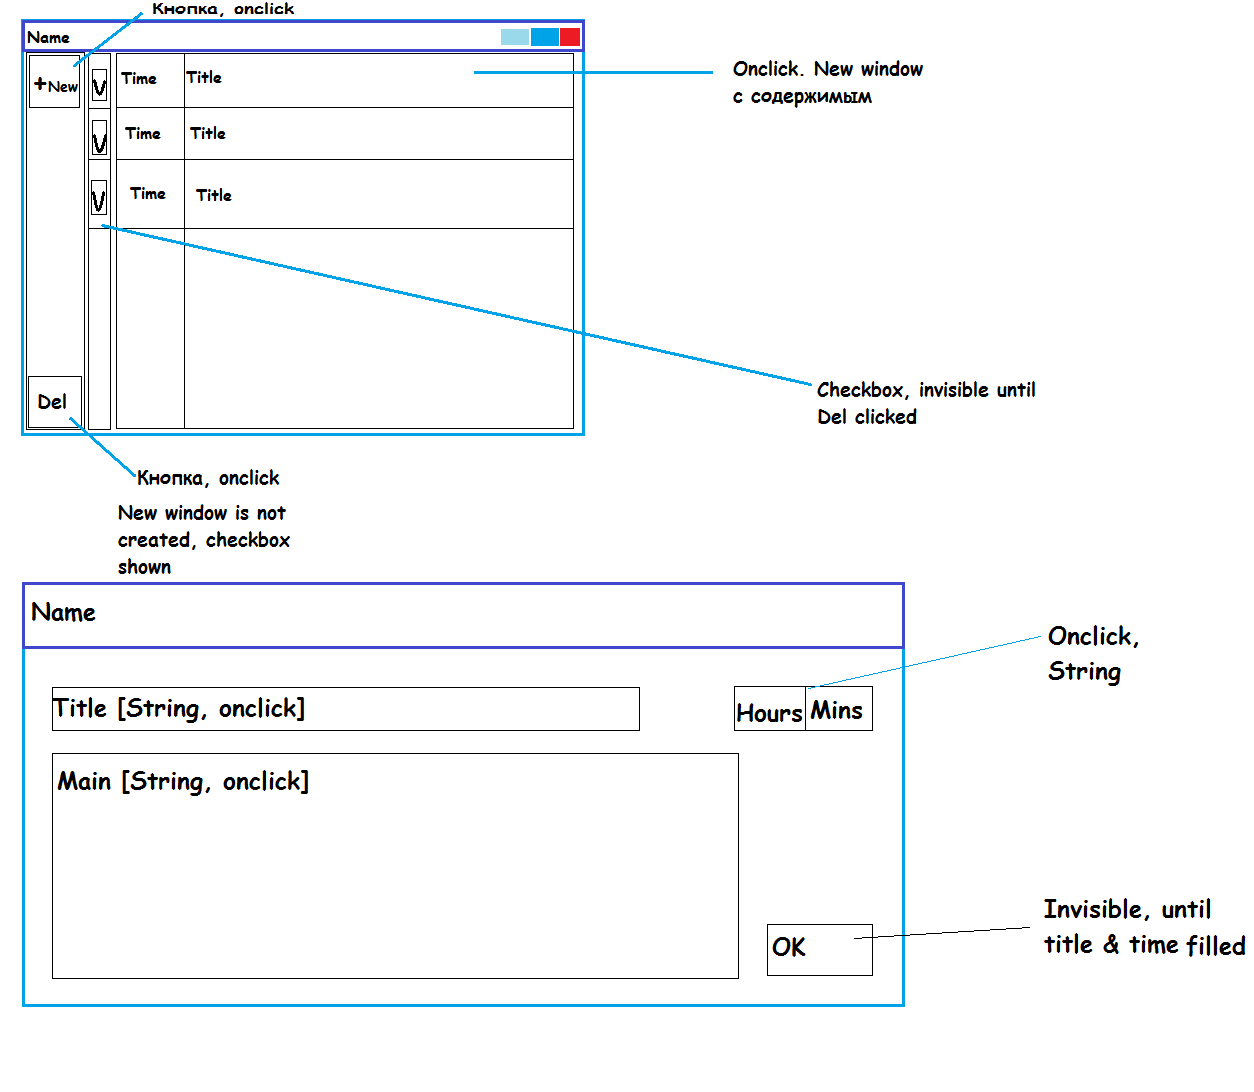 Кнопка, onclick
Name
+New
V
Time
Title
Onclick. New window
с содержимым
V
Time
Title
V
Time
Title
Checkbox, invisible until
Del clicked
Del
Кнопка, onclick
New window is not
created, checkbox
shown
Name
Onclick,
String
Title [String, onclick]
Hours
Mins
Main [String, onclick]
Invisible, until
title & time filled
OK